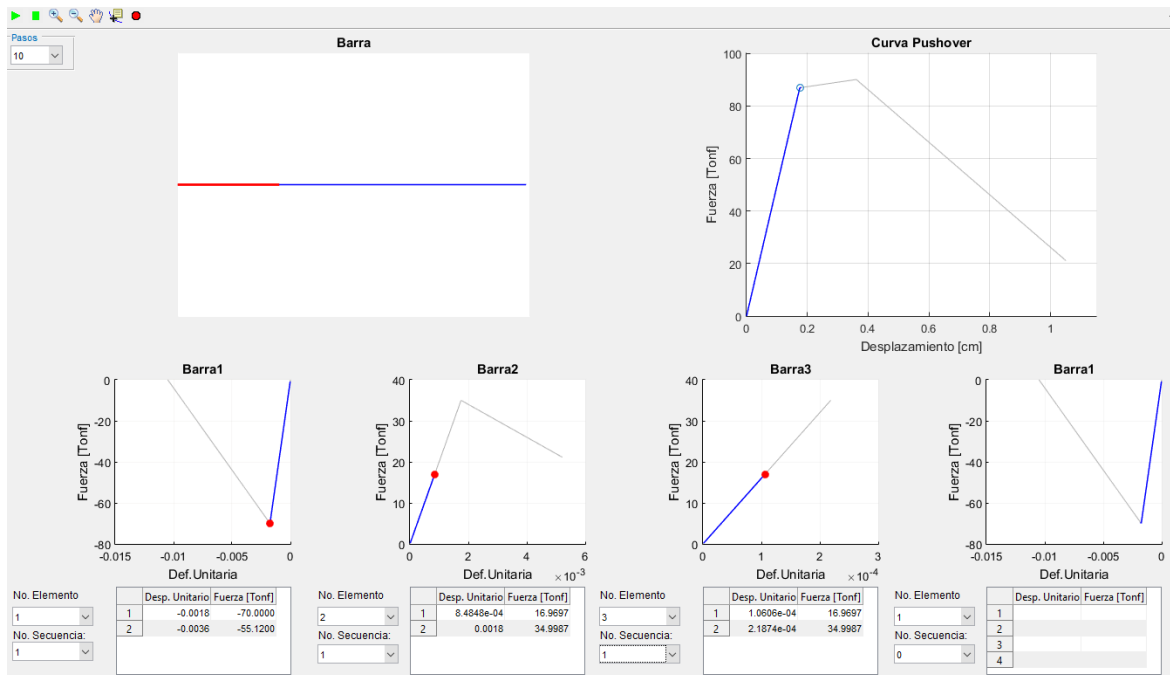 Pasos
10
Barra
Curva Pushover
100
80
60
40
20
0
Fuerza [Tonf]
0 0.2 0.4 0.6 0.8 1
Desplazamiento [cm]
Barra1
0
-20
-40
-60
-80
Fuerza [Tonf]
-0.015 -0.01 -0.005 0
Def.Unitaria
Barra2
40
30
20
10
0
Fuerza [Tonf]
0 2 4 6
Def.Unitaria ×10⁻³
Barra3
40
30
20
10
0
Fuerza [Tonf]
0 1 2 3
Def.Unitaria ×10⁻⁴
Barra1
0
-20
-40
-60
-80
Fuerza [Tonf]
-0.015 -0.01 -0.005 0
Def.Unitaria
No. Elemento
1
No. Secuencia:
1
Desp. Unitario Fuerza [Tonf]
1 -0.0018 -70.0000
2 -0.0036 -55.1200
No. Elemento
2
No. Secuencia:
1
Desp. Unitario Fuerza [Tonf]
1 8.4848e-04 16.9697
2 0.0018 34.9987
No. Elemento
3
No. Secuencia:
1
Desp. Unitario Fuerza [Tonf]
1 1.0606e-04 16.9697
2 2.1874e-04 34.9987
No. Elemento
1
No. Secuencia:
0
Desp. Unitario Fuerza [Tonf]
1
2
3
4